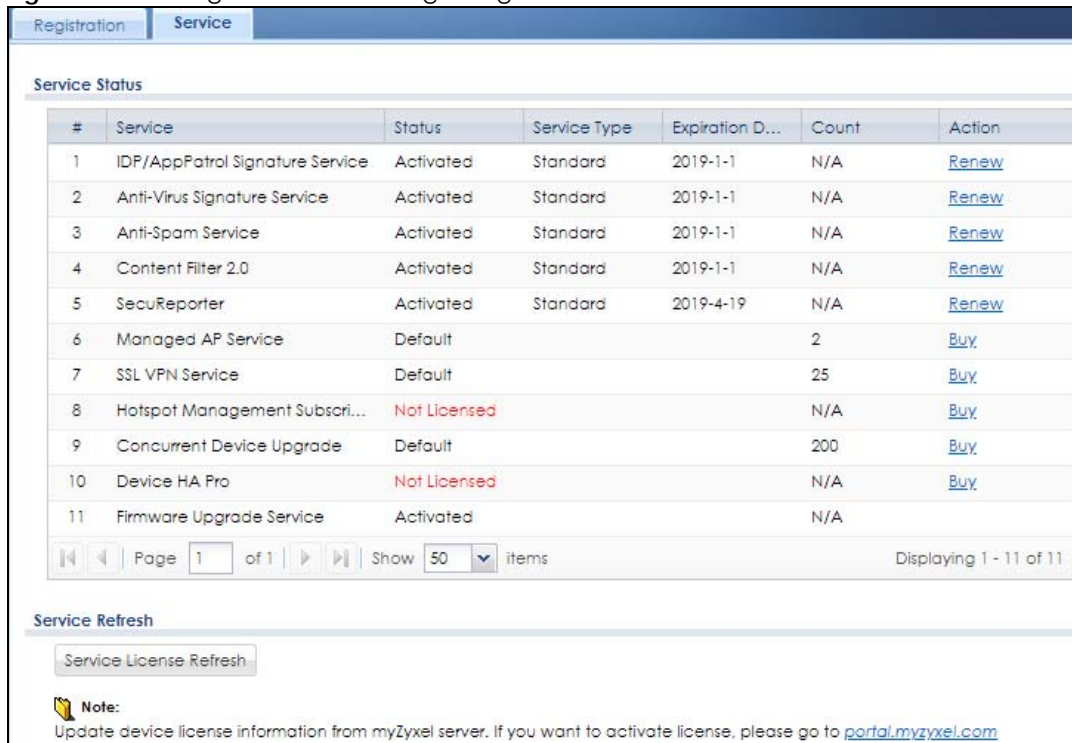 Registration Service
Service Status
# Service Status Service Type Expiration D... Count Action
1 IDP/AppPatrol Signature Service Activated Standard 2019-1-1 N/A Renew
2 Anti-Virus Signature Service Activated Standard 2019-1-1 N/A Renew
3 Anti-Spam Service Activated Standard 2019-1-1 N/A Renew
4 Content Filter 2.0 Activated Standard 2019-1-1 N/A Renew
5 SecuReporter Activated Standard 2019-4-19 N/A Renew
6 Managed AP Service Default 2 Buy
7 SSL VPN Service Default 25 Buy
8 Hotspot Management Subscri... Not Licensed N/A Buy
9 Concurrent Device Upgrade Default 200 Buy
10 Device HA Pro Not Licensed N/A Buy
11 Firmware Upgrade Service Activated N/A
Page 1 of 1 Show 50 items Displaying 1 - 11 of 11
Service Refresh
Service License Refresh
Note:
Update device license information from myZyxel server. If you want to activate license, please go to portal.myzyxel.com